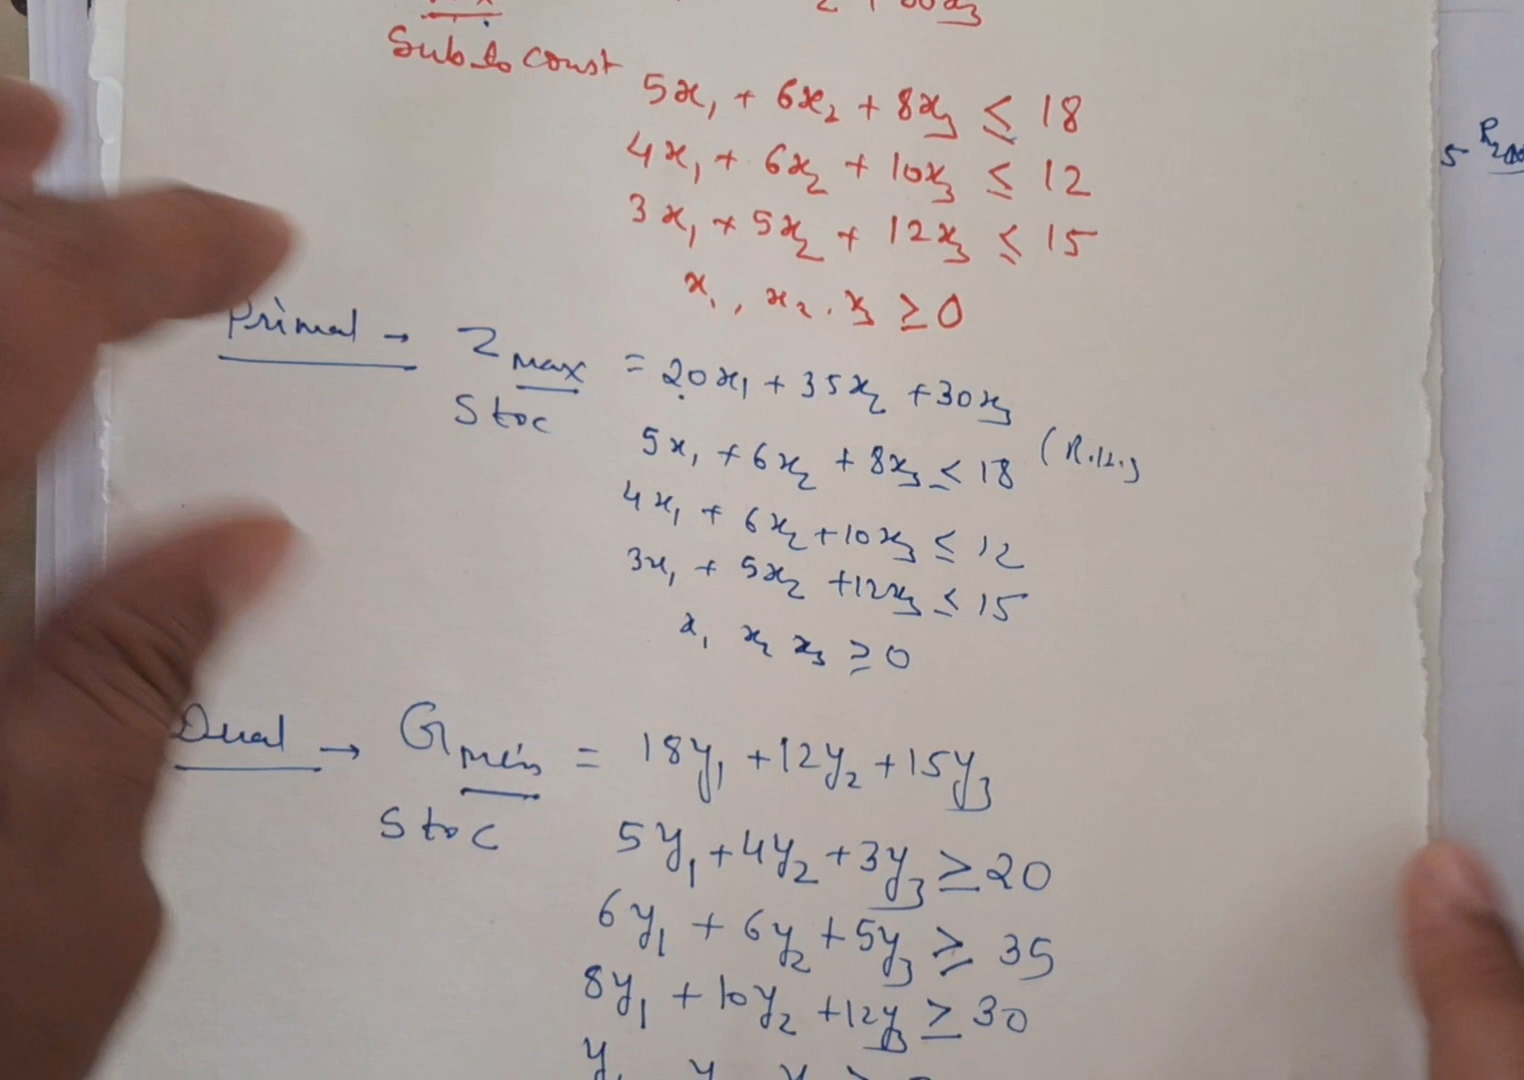 Sub to const
5x₁ + 6x₂ + 8x₃ ≤ 18
4x₁ + 6x₂ + 10x₃ ≤ 12
3x₁ + 5x₂ + 12x₃ ≤ 15
x₁, x₂, x₃ ≥ 0
Primal → Z max = 20x₁ + 35x₂ + 30x₃
Stoc
5x₁ + 6x₂ + 8x₃ ≤ 18 (R.H.S
4x₁ + 6x₂ + 10x₃ ≤ 12
3x₁ + 5x₂ + 12x₃ ≤ 15
x₁ x₂ x₃ ≥ 0
Dual → G min = 18y₁ + 12y₂ + 15y₃
Stoc
5y₁ + 4y₂ + 3y₃ ≥ 20
6y₁ + 6y₂ + 5y₃ ≥ 35
8y₁ + 10y₂ + 12y₃ ≥ 30